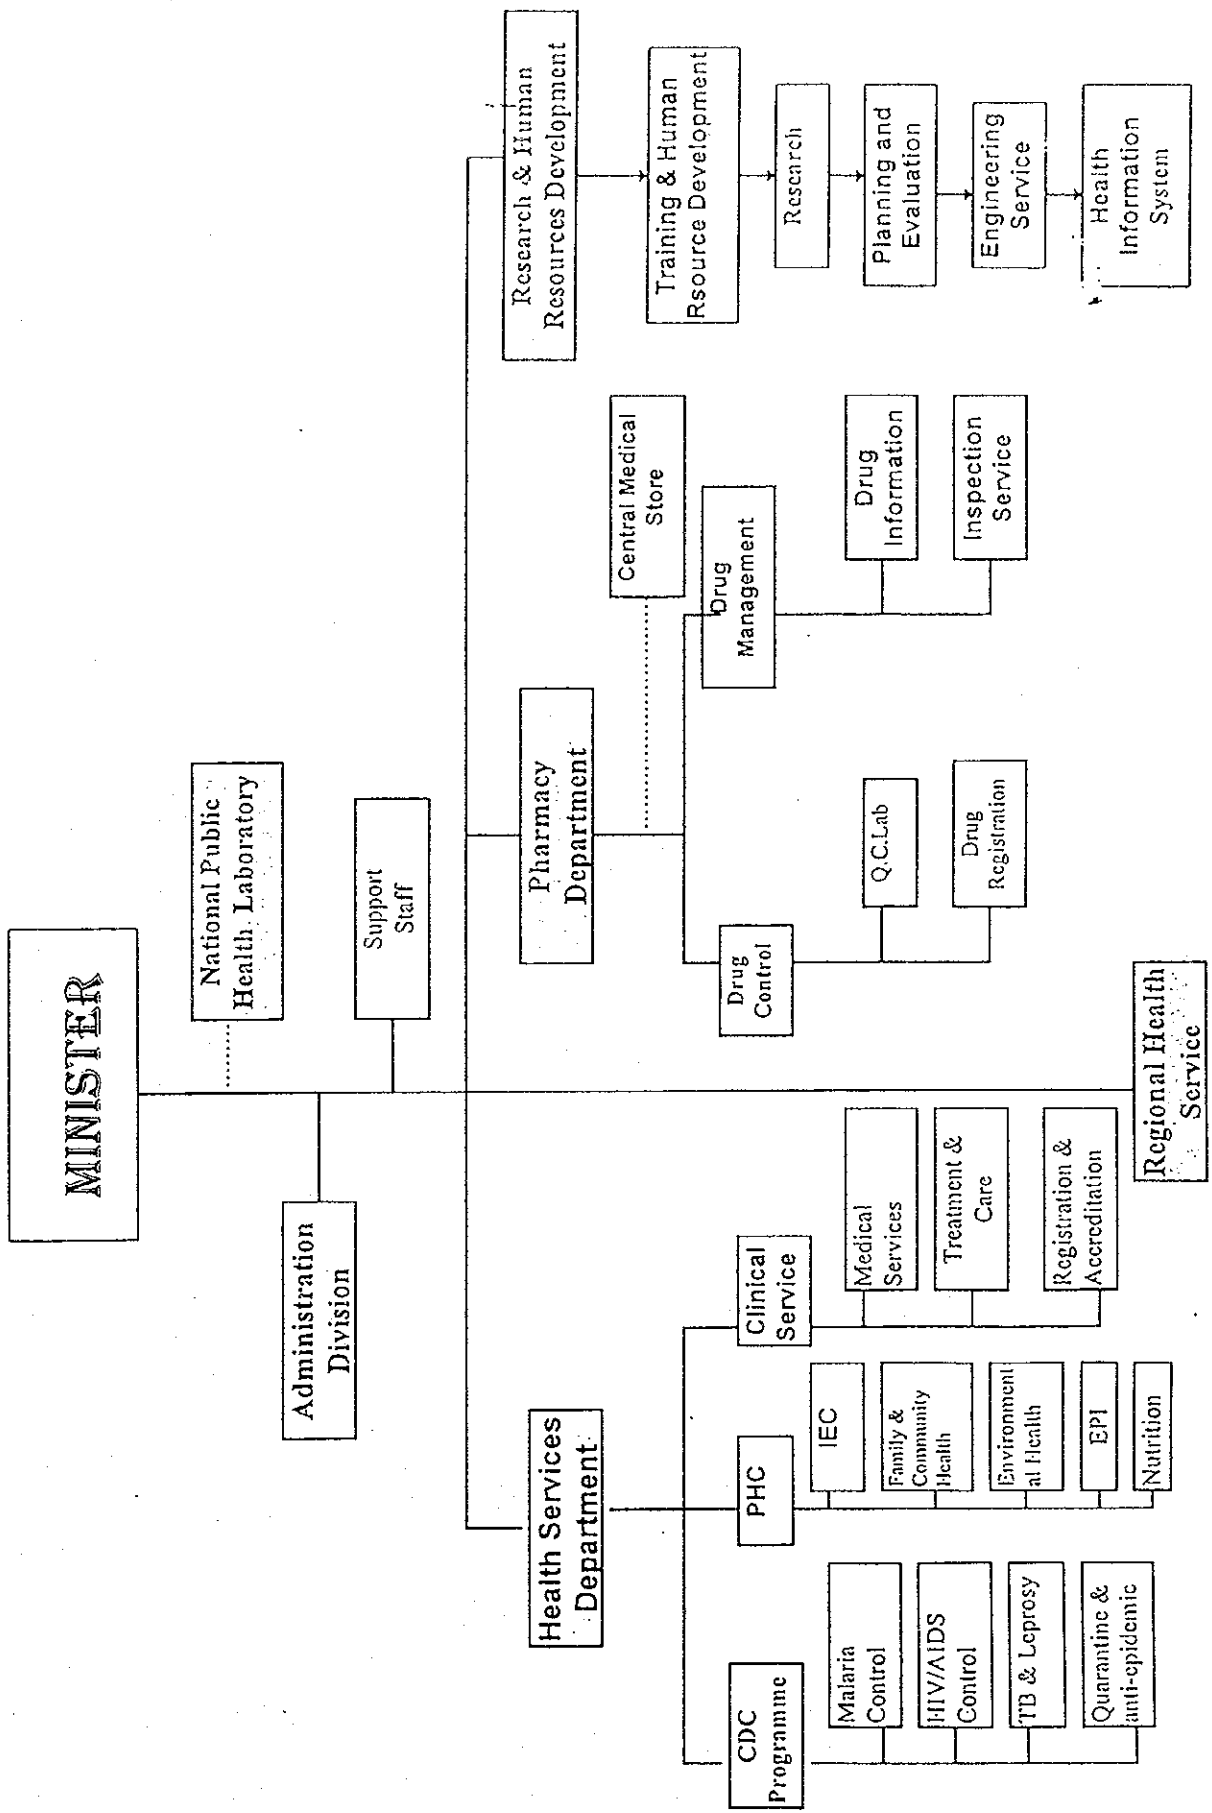 MINISTER
National Public
Health. Laboratory
Administration
Division
Support
Staff
Health Services
Department
Pharmacy
Department
Research & Human
Resources Development
Central Medical
Store
Training & Human
Rsource Development
CDC
Programme
PHC
Clinical
Service
Drug
Control
Drug
Management
Research
Malaria
Control
HIV/AIDS
Control
TB & Leprosy
Quarantine &
anti-epidemic
IEC
Family &
Community
Health
Environment
al Health
EPI
Nutrition
Medical
Services
Treatment &
Care
Registration &
Accreditation
Q.C.Lab
Drug
Registration
Drug
Information
Inspection
Service
Planning and
Evaluation
Engineering
Service
Health
Information
System
Regional Health
Service